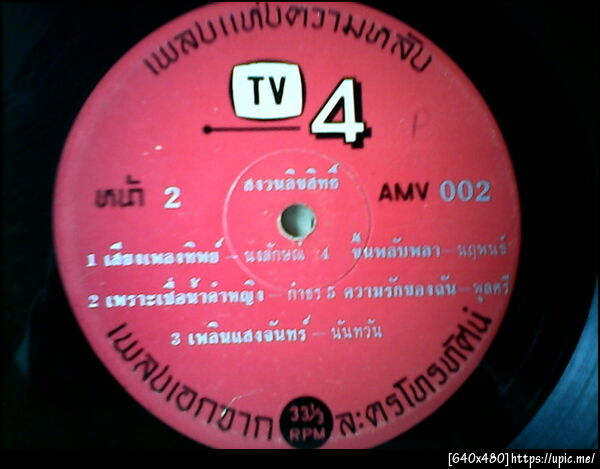 เพลงแห่งความหลัง
TV 4
P
สงวนลิขสิทธิ์
หน้า 2
AMV 002
1 เสียงเพลงทิพย์ – นงลักษณ์ 4 ขึ้นพลับพลา – นฤพนธ์
2 เพราะเชื่อน้ำคำหญิง – กำธร 5 ความรักของฉัน – พูลศรี
3 เพลินแสงจันทร์ – นันทวัน
33⅓
RPM
เพลงเอกจาก ละครโทรทัศน์
[640x480]https://upic.me/